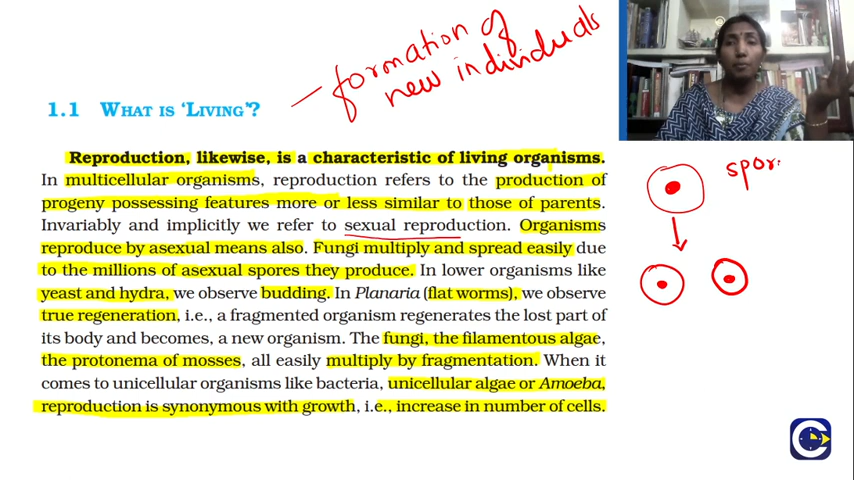 formation of
new individuals
1.1 WHAT IS 'LIVING'?
Reproduction, likewise, is a characteristic of living organisms.
In multicellular organisms, reproduction refers to the production of
progeny possessing features more or less similar to those of parents.
Invariably and implicitly we refer to sexual reproduction. Organisms
reproduce by asexual means also. Fungi multiply and spread easily due
to the millions of asexual spores they produce. In lower organisms like
yeast and hydra, we observe budding. In Planaria (flat worms), we observe
true regeneration, i.e., a fragmented organism regenerates the lost part of
its body and becomes, a new organism. The fungi, the filamentous algae,
the protonema of mosses, all easily multiply by fragmentation. When it
comes to unicellular organisms like bacteria, unicellular algae or Amoeba,
reproduction is synonymous with growth, i.e., increase in number of cells.
spor